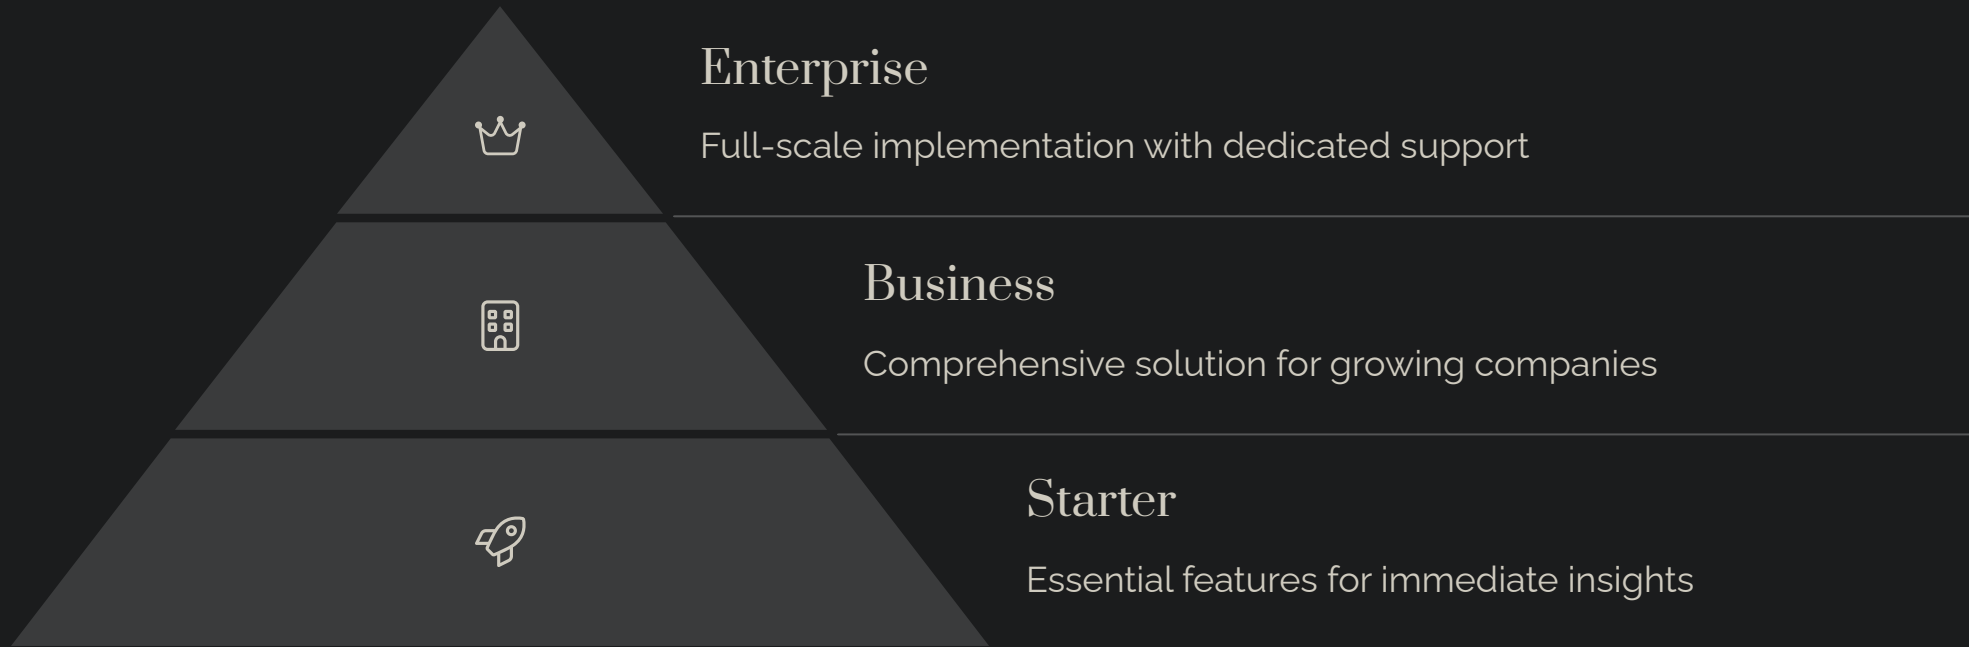 Enterprise
Full-scale implementation with dedicated support
Business
Comprehensive solution for growing companies
Starter
Essential features for immediate insights